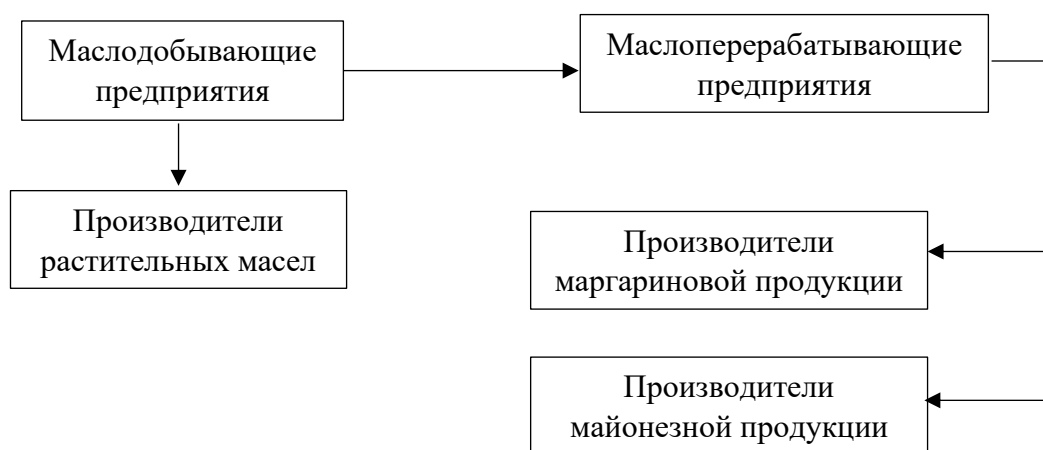 Маслодобывающие
предприятия
Маслоперерабатывающие
предприятия
Производители
растительных масел
Производители
маргариновой продукции
Производители
майонезной продукции